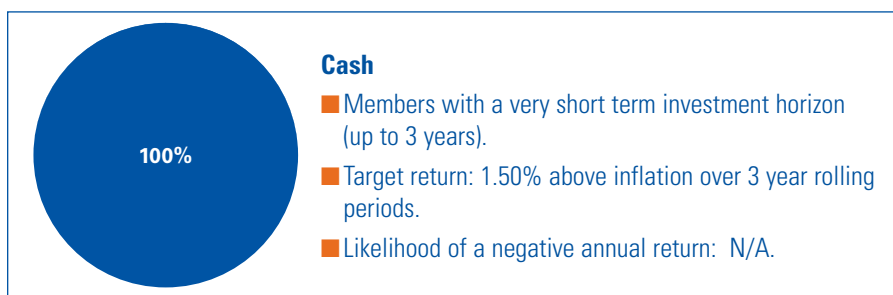 Cash
100%
Members with a very short term investment horizon
(up to 3 years).
Target return: 1.50% above inflation over 3 year rolling
periods.
Likelihood of a negative annual return: N/A.